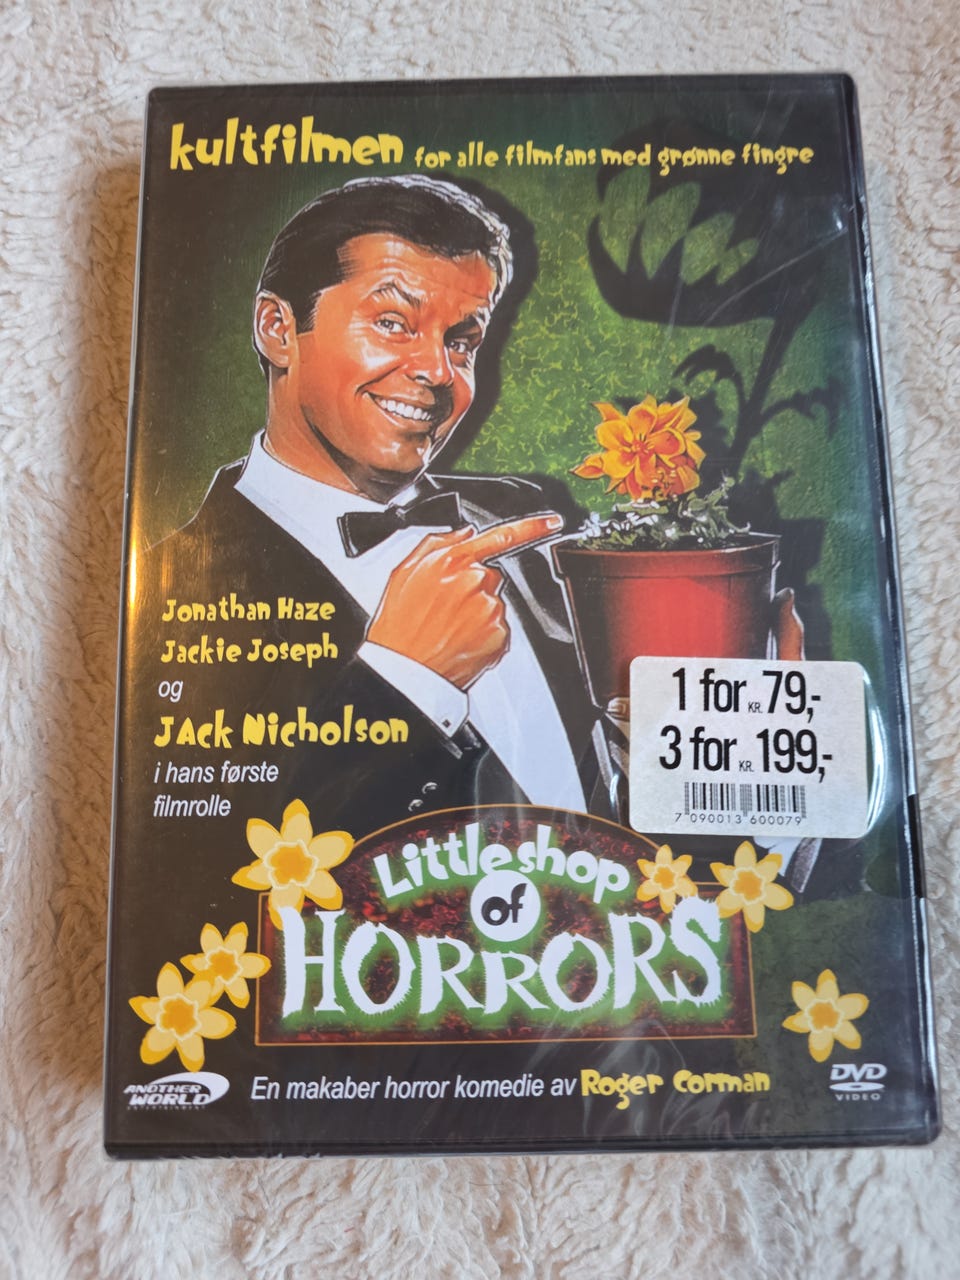 kultfilmen for alle filmfans med grønne fingre
Jonathan Haze
Jackie Joseph
og
Jack Nicholson
i hans første
filmrolle
1 for KR. 79,-
3 for KR. 199,-
7 090013 600079
Little shop
of
HORRORS
ANOTHER
WORLD
ENTERTAINMENT
En makaber horror komedie av Roger Corman
DVD
VIDEO